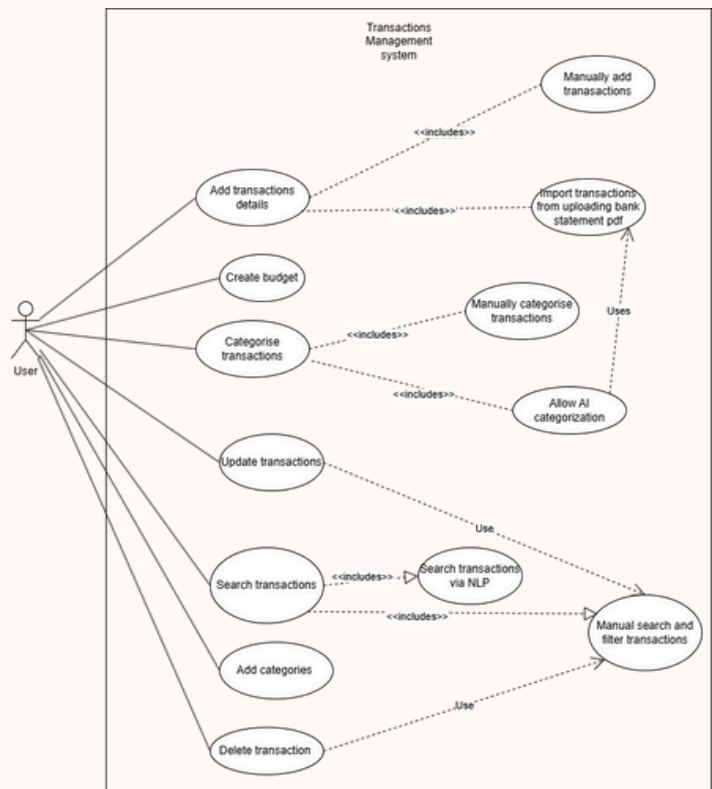 Transactions
Management
system
Manually add
tranasactions
<<includes>>
Add transactions
details
Import transactions
from uploading bank
statement pdf
<<includes>>
Create budget
Manually categorise
transactions
Uses
<<includes>>
Categorise
transactions
User
<<includes>>
Allow AI
categorization
Update transactions
Use
Search transactions
via NLP
<<includes>>
Search transactions
<<includes>>
Manual search and
filter transactions
Add categories
Use
Delete transaction